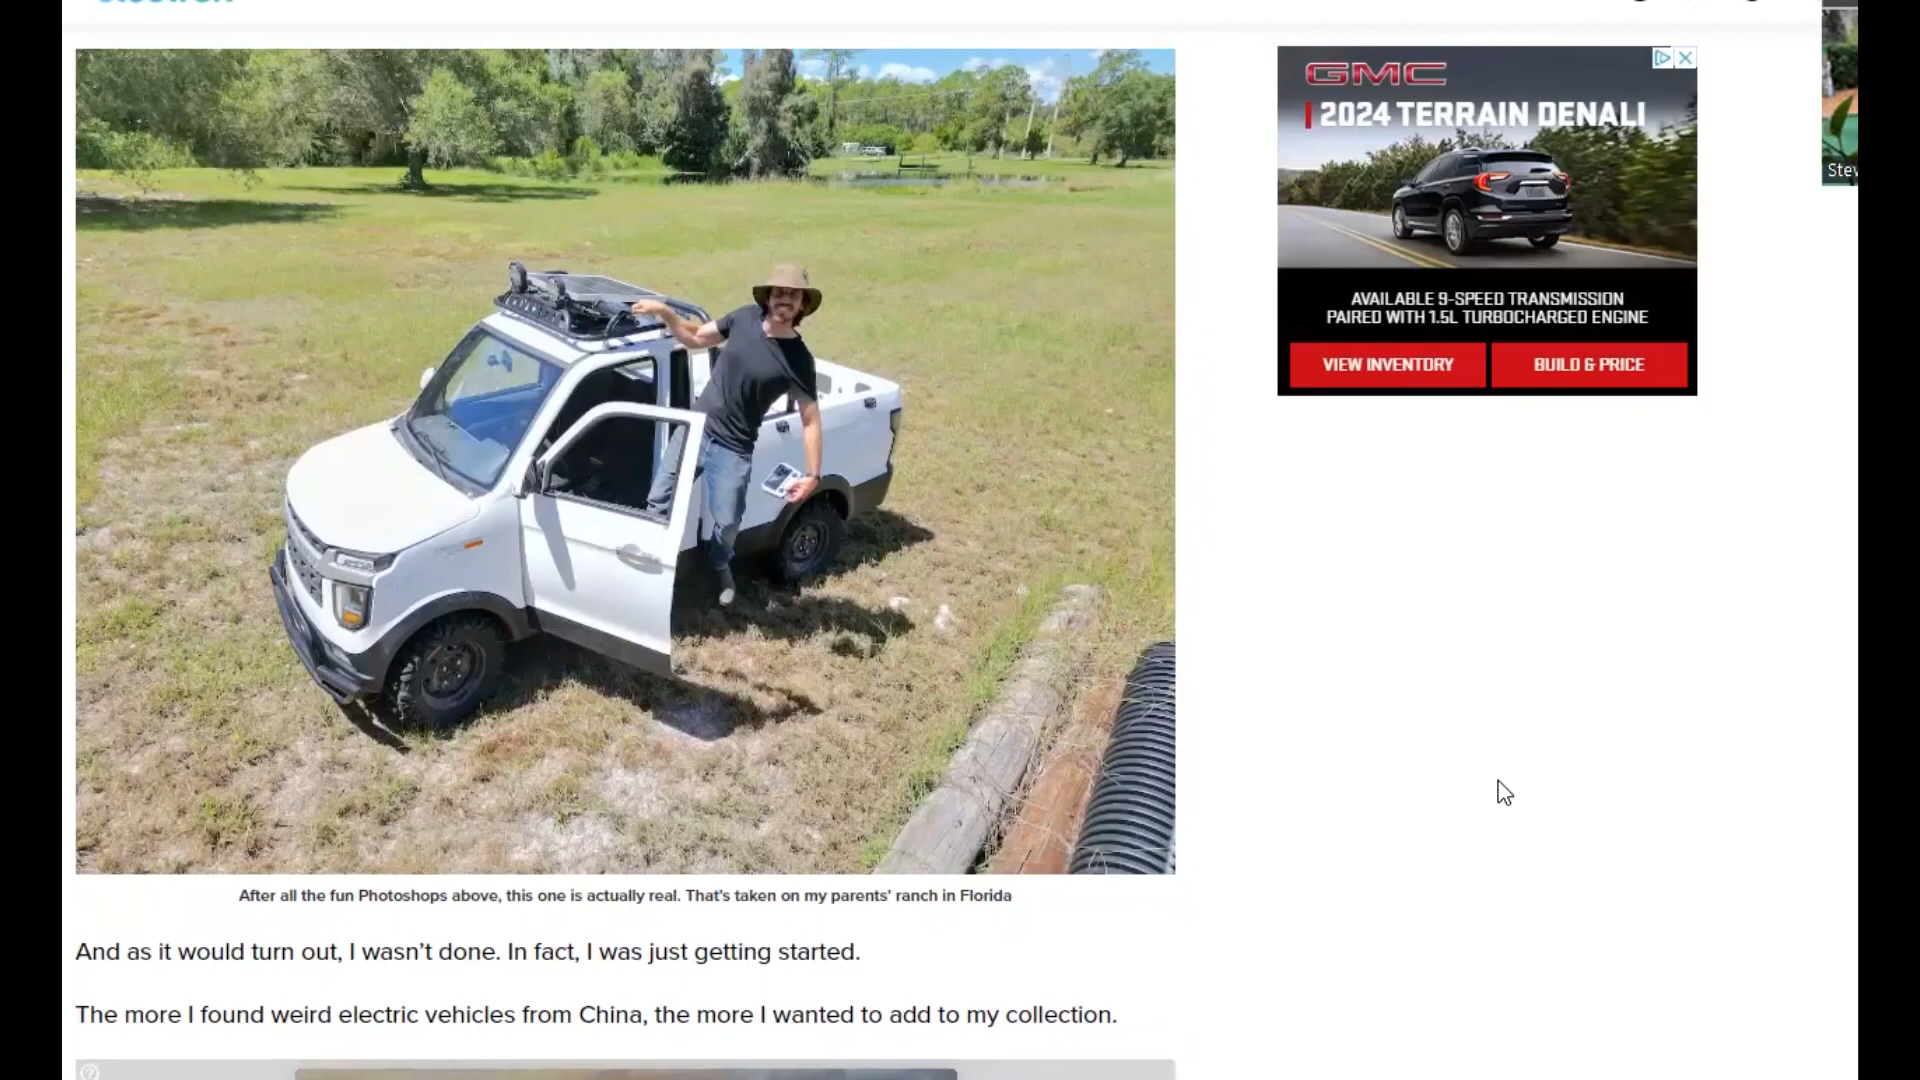 GMC
2024 TERRAIN DENALI
AVAILABLE 9-SPEED TRANSMISSION
PAIRED WITH 1.5L TURBOCHARGED ENGINE
VIEW INVENTORY
BUILD & PRICE
Stev
After all the fun Photoshops above, this one is actually real. That's taken on my parents' ranch in Florida
And as it would turn out, I wasn't done. In fact, I was just getting started.
The more I found weird electric vehicles from China, the more I wanted to add to my collection.